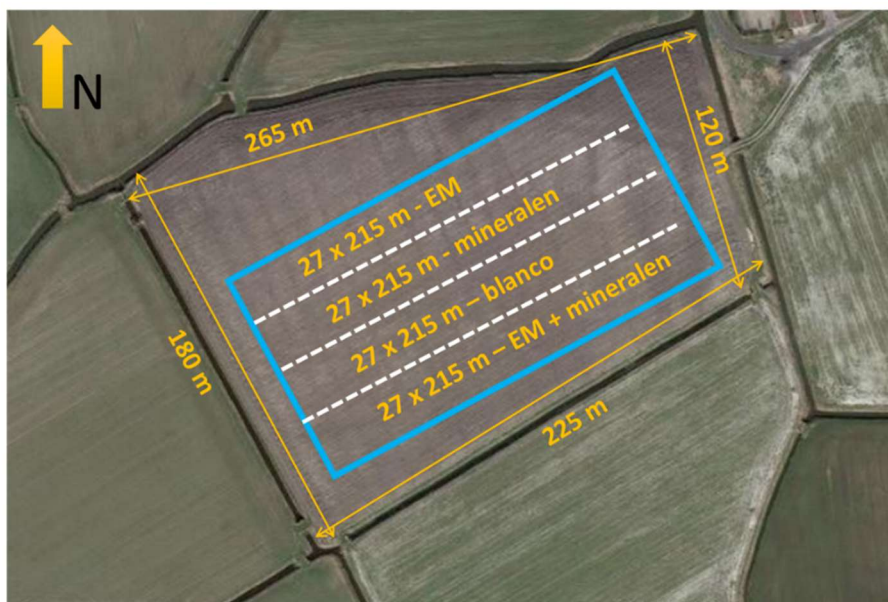 N
265 m
120 m
27 x 215 m - EM
27 x 215 m - mineralen
27 x 215 m – blanco
27 x 215 m – EM + mineralen
180 m
225 m